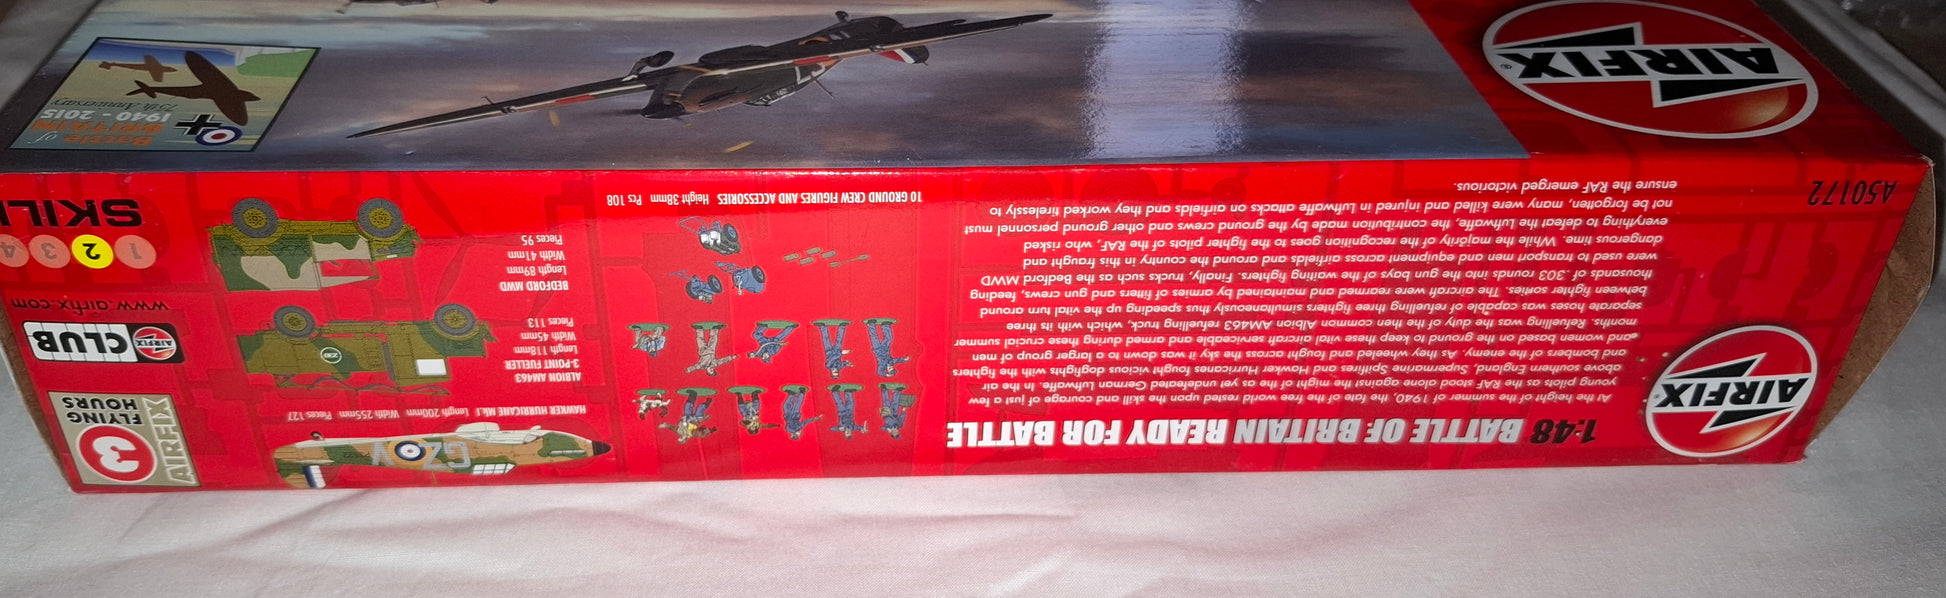 AIRFIX
A50172
1:48 BATTLE OF BRITAIN READY FOR BATTLE
At the height of the summer of 1940, the fate of the free world rested upon the skill and courage of just a few
young pilots as the RAF stood alone against the might of the as yet undefeated German Luftwaffe. In the air
above southern England, Supermarine Spitfires and Hawker Hurricanes fought vicious dogfights with the fighters
and bombers of the enemy. As they wheeled and fought across the sky it was down to a larger group of men
and women based on the ground to keep these vital aircraft serviceable and armed during these crucial summer
months. Refuelling was the duty of the then common Albion AM463 refuelling truck, which with its three
separate hoses was capable of refuelling three fighters simultaneously thus speeding up the vital turn around
between fighter sorties. The aircraft were rearmed and maintained by armies of fitters and gun crews, feeding
thousands of .303 rounds into the gun bays of the waiting fighters. Finally, trucks such as the Bedford MWD
were used to transport men and equipment across airfields and around the country in this fraught and
dangerous time. While the majority of the recognition goes to the fighter pilots of the RAF, who risked
everything to defeat the Luftwaffe, the contribution made by the ground crews and other ground personnel must
not be forgotten, many were killed and injured in Luftwaffe attacks on airfields and they worked tirelessly to
ensure the RAF emerged victorious.
10 GROUND CREW FIGURES AND ACCESSORIES Height 38mm Pcs 108
GZ V
HAWKER HURRICANE Mk.I Length 200mm Width 255mm Pieces 127
ALBION AM463
3-POINT FUELLER
Length 118mm
Width 45mm
Pieces 113
BEDFORD MWD
Length 89mm
Width 41mm
Pieces 95
AIRFIX
3
FLYING
HOURS
AIRFIX
CLUB
www.airfix.com
1 2 3 4
SKILL
AIRFIX
Battle of
BRITAIN
1940 - 2015
75th Anniversary